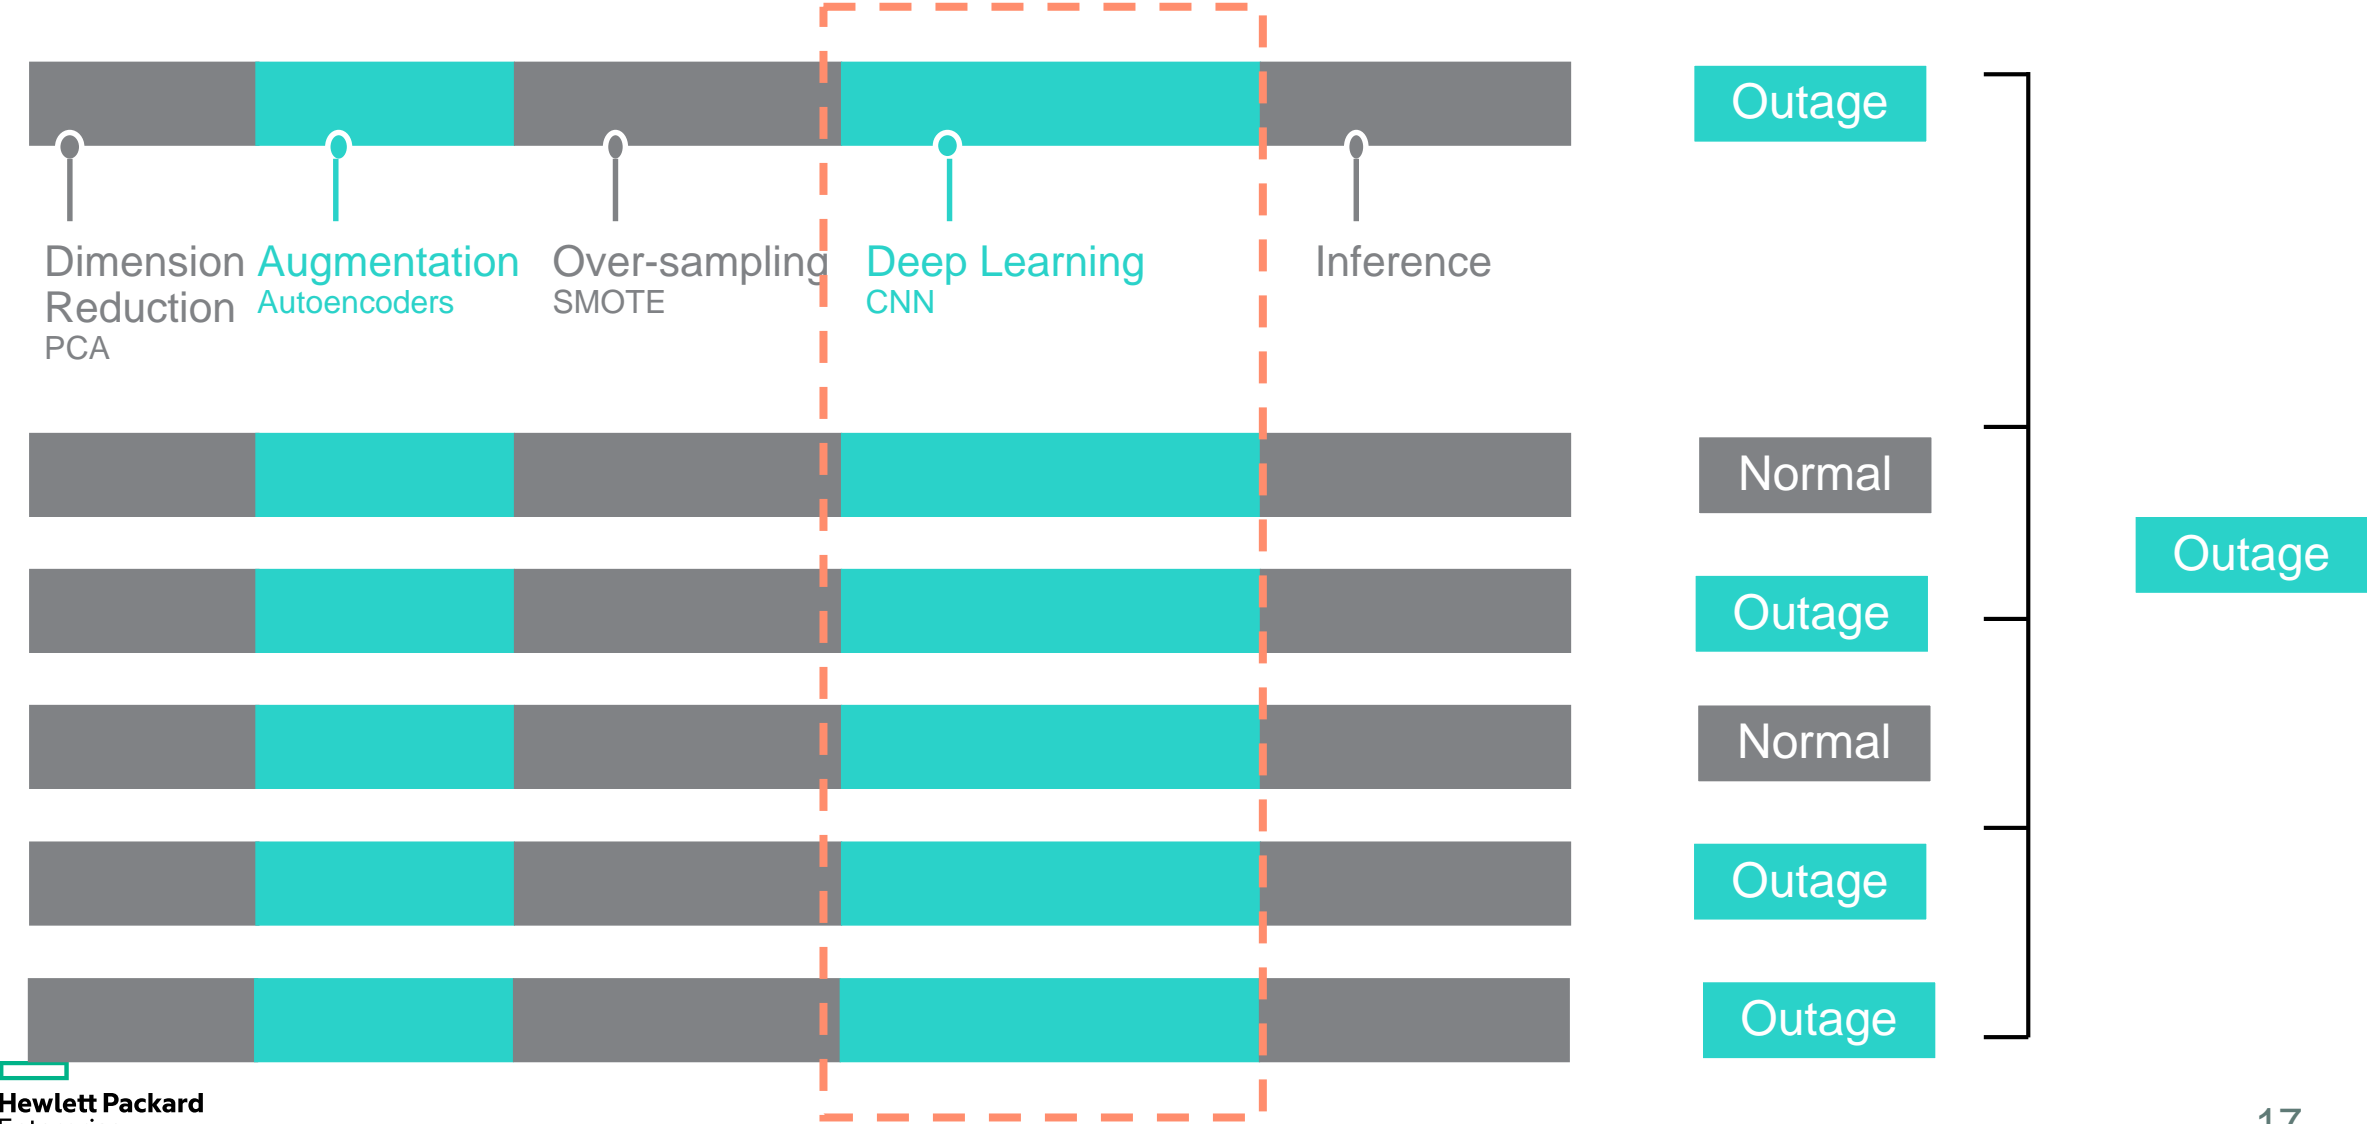 Outage
Dimension
Reduction
PCA
Augmentation
Autoencoders
Over-sampling
SMOTE
Deep Learning
CNN
Inference
Normal
Outage
Outage
Normal
Outage
Outage
Hewlett Packard
17